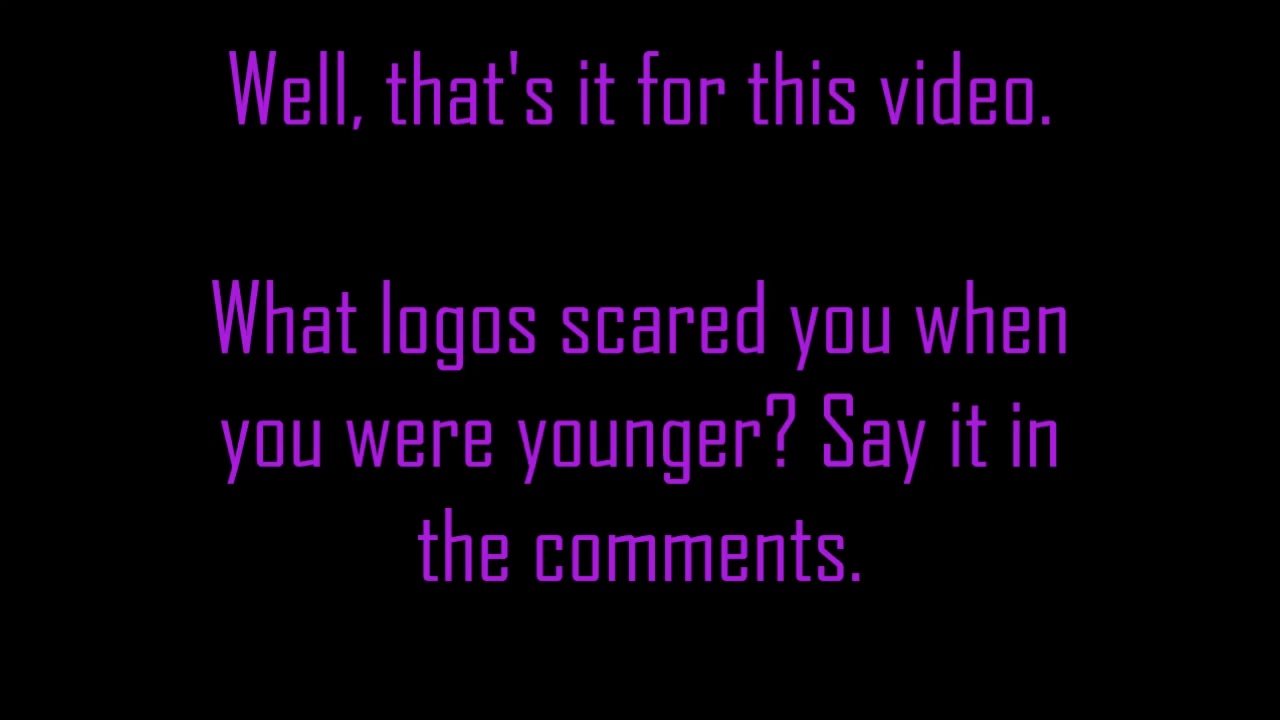 Well, that's it for this video.
What logos scared you when
you were younger? Say it in
the comments.